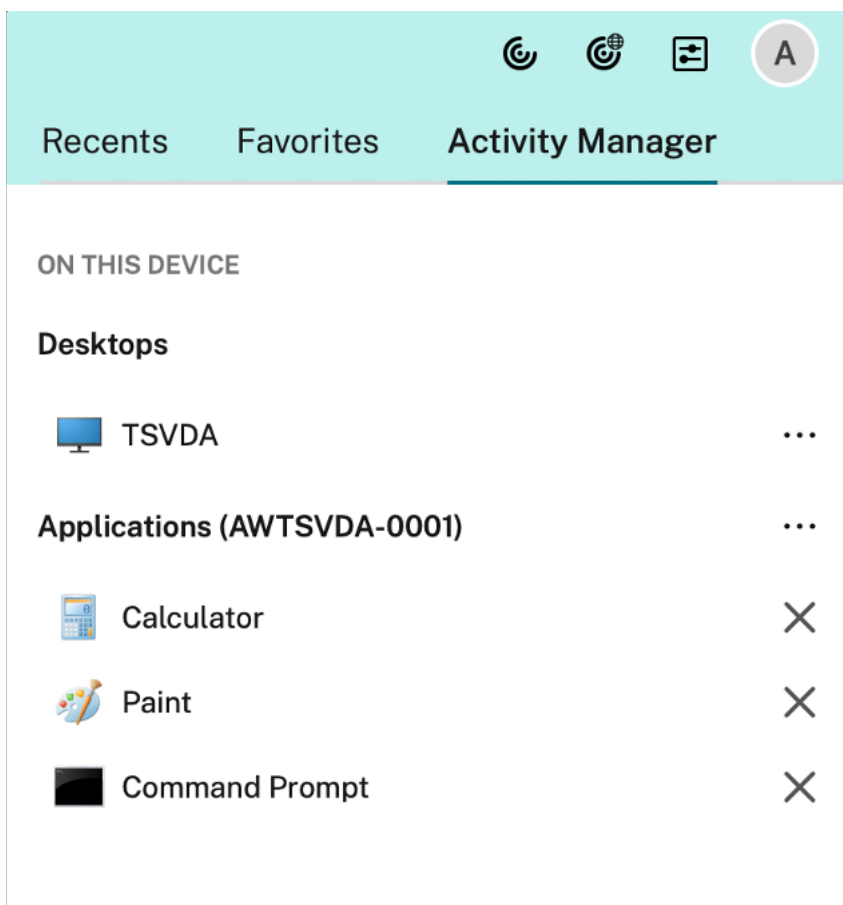 A
Recents Favorites Activity Manager
ON THIS DEVICE
Desktops
TSVDA
Applications (AWTSVDA-0001)
Calculator
Paint
Command Prompt